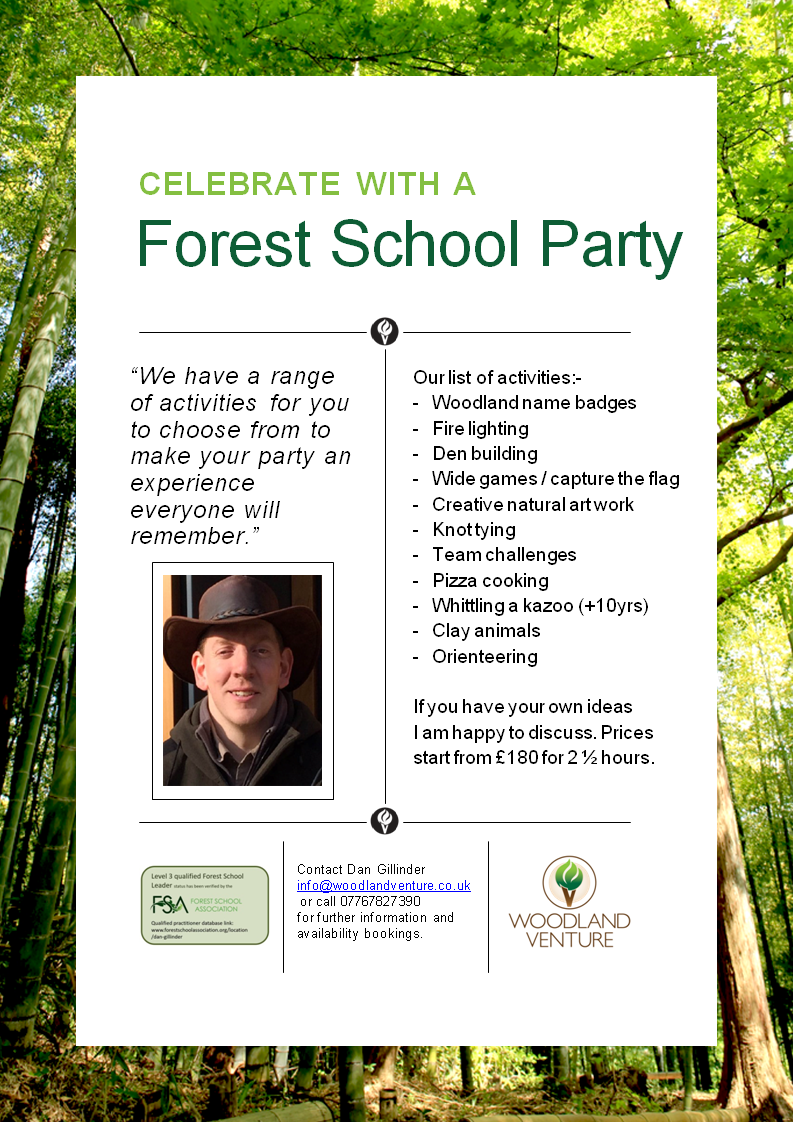 CELEBRATE WITH A
Forest School Party
“We have a range
of activities for you
to choose from to
make your party an
experience
everyone will
remember.”
Our list of activities:-
- Woodland name badges
- Fire lighting
- Den building
- Wide games / capture the flag
- Creative natural art work
- Knot tying
- Team challenges
- Pizza cooking
- Whittling a kazoo (+10yrs)
- Clay animals
- Orienteering
If you have your own ideas
I am happy to discuss. Prices
start from £180 for 2 ½ hours.
Level 3 qualified Forest School
Leader status has been verified by the
FSA FOREST SCHOOL
ASSOCIATION
Qualified practitioner database link:
www.forestschoolassociation.org/location
/dan-gillinder
Contact Dan Gillinder
info@woodlandventure.co.uk
or call 07767827390
for further information and
availability bookings.
WOODLAND
VENTURE